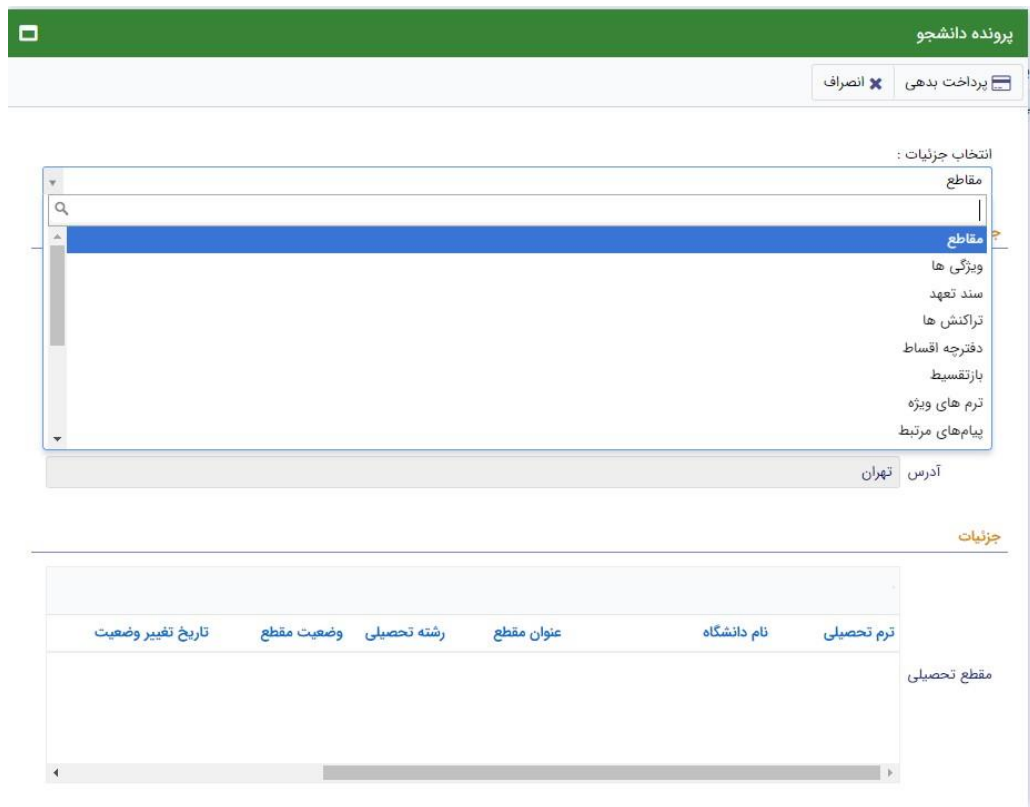 پرونده دانشجو
پرداخت بدهی
انصراف
انتخاب جزئیات :
مقاطع
مقاطع
ویژگی ها
سند تعهد
تراکنش ها
دفترچه اقساط
بازتقسیط
ترم های ویژه
پیام‌های مرتبط
آدرس تهران
جزئیات
ترم تحصیلی نام دانشگاه عنوان مقطع رشته تحصیلی وضعیت مقطع تاریخ تغییر وضعیت
مقطع تحصیلی